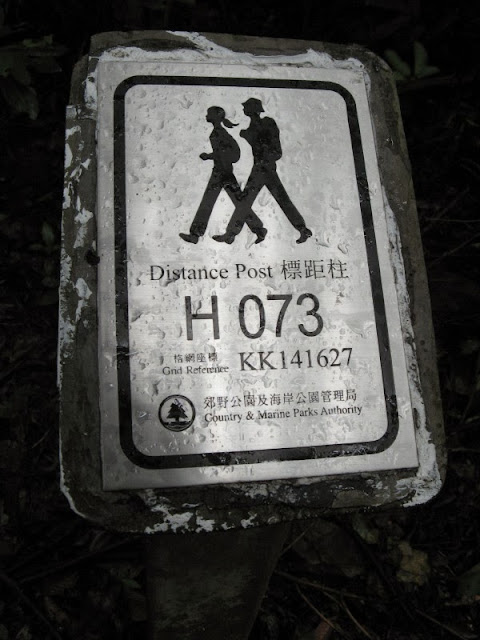 Distance Post 標距柱
H 073
格網座標
Grid Reference KK141627
郊野公園及海岸公園管理局
Country & Marine Parks Authority